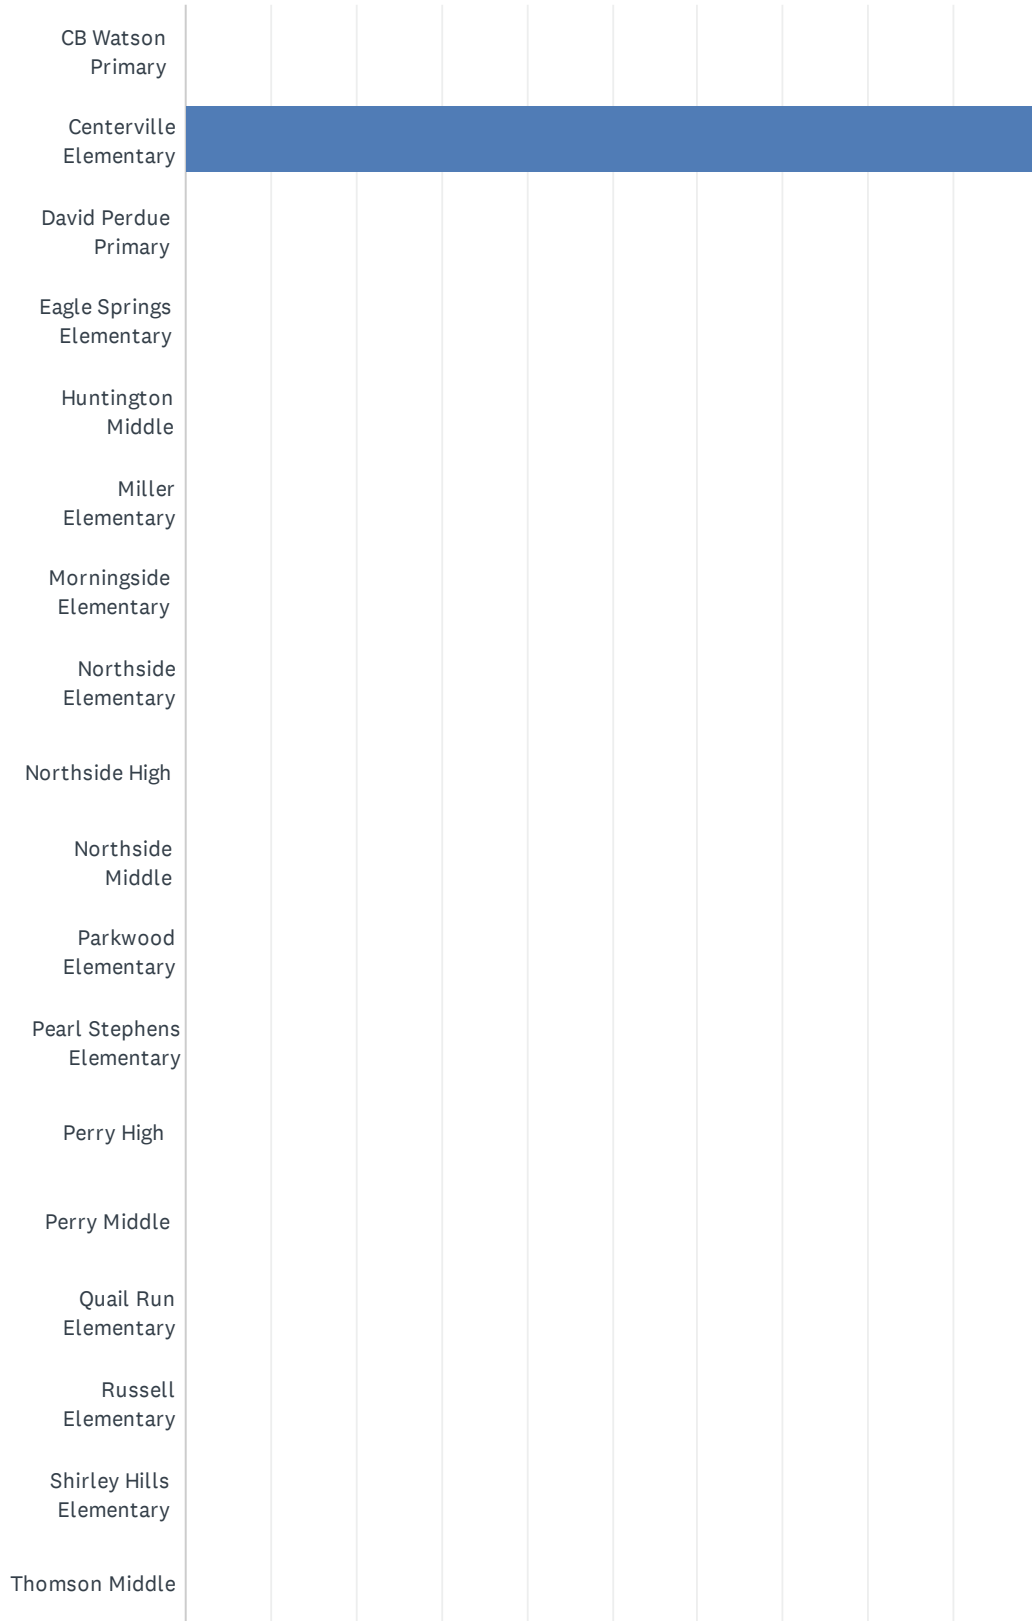 CB Watson
Primary
Centerville
Elementary
David Perdue
Primary
Eagle Springs
Elementary
Huntington
Middle
Miller
Elementary
Morningside
Elementary
Northside
Elementary
Northside High
Northside
Middle
Parkwood
Elementary
Pearl Stephens
Elementary
Perry High
Perry Middle
Quail Run
Elementary
Russell
Elementary
Shirley Hills
Elementary
Thomson Middle